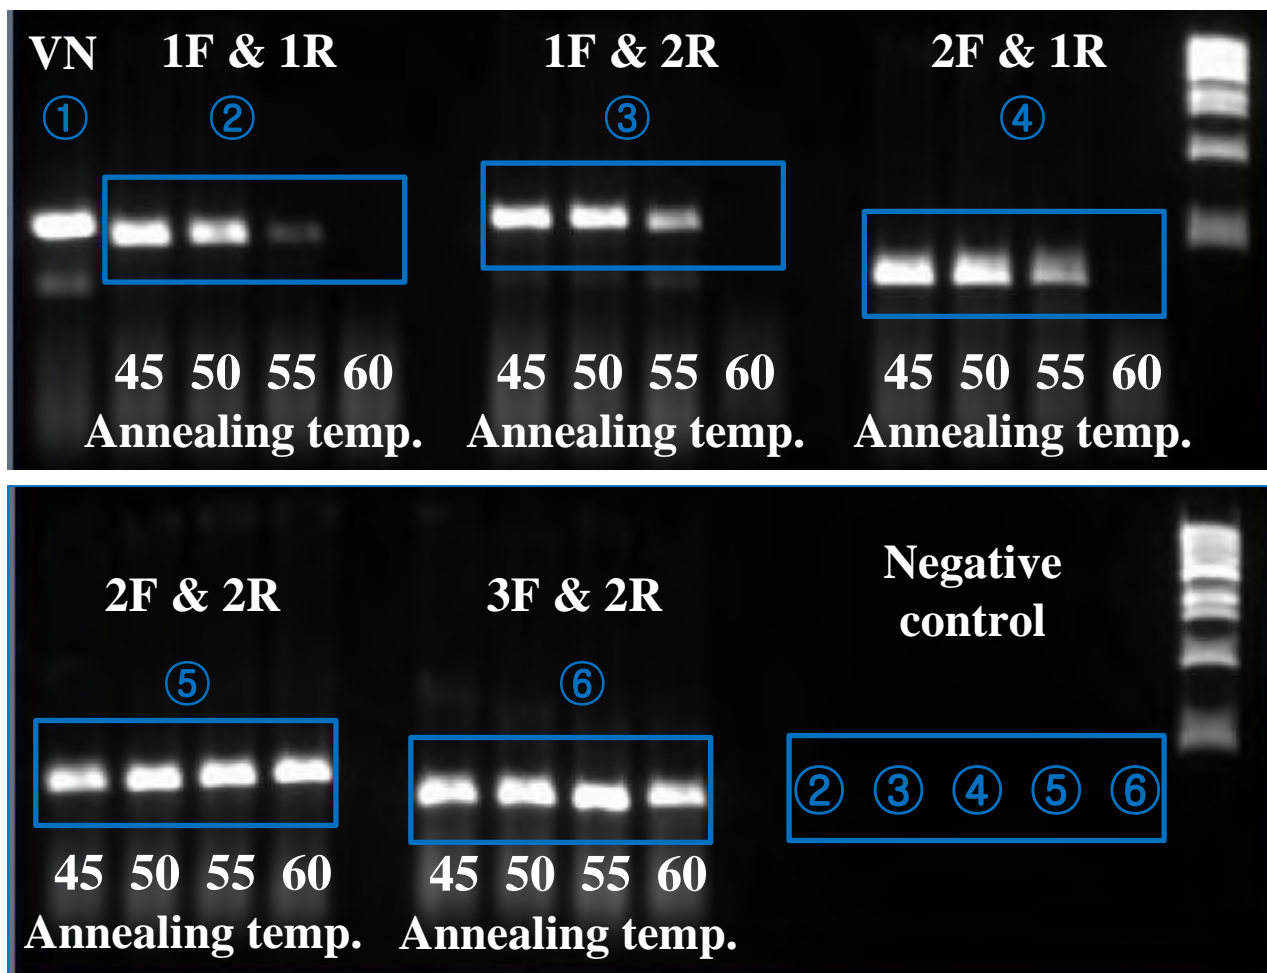 VN 1F & 1R 1F & 2R 2F & 1R
① ② ③ ④
45 50 55 60 45 50 55 60 45 50 55 60
Annealing temp. Annealing temp. Annealing temp.
2F & 2R 3F & 2R Negative
control
⑤ ⑥
② ③ ④ ⑤ ⑥
45 50 55 60 45 50 55 60
Annealing temp. Annealing temp.